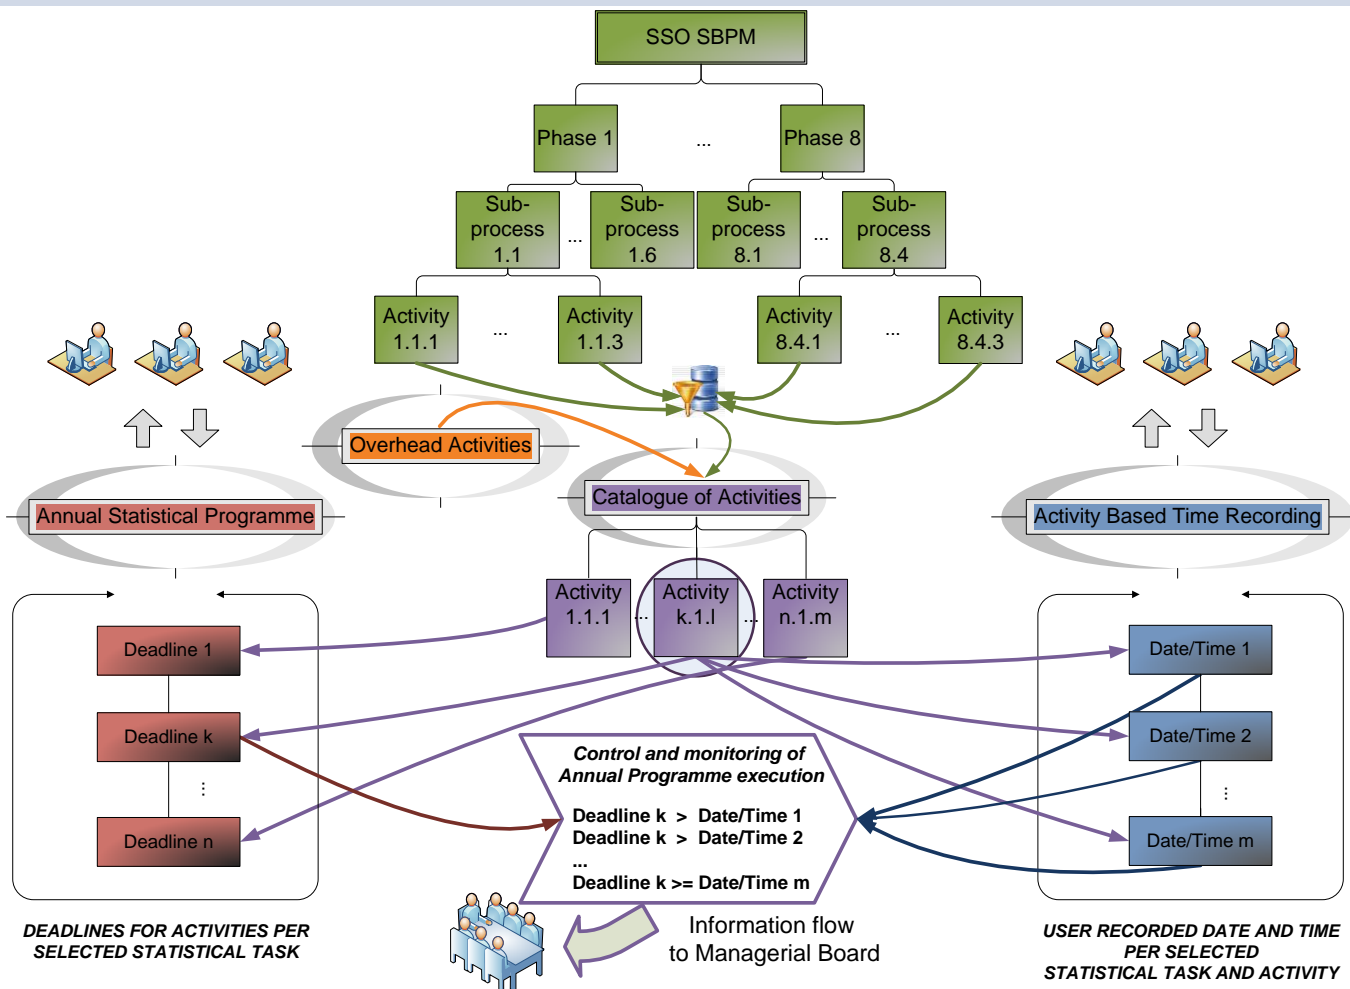 SSO SBPM
Phase 1
...
Phase 8
Sub-
process
1.1
...
Sub-
process
1.6
Sub-
process
8.1
...
Sub-
process
8.4
Activity
1.1.1
...
Activity
1.1.3
Activity
8.4.1
...
Activity
8.4.3
Overhead Activities
Annual Statistical Programme
Catalogue of Activities
Activity Based Time Recording
Activity
1.1.1
...
Activity
k.1.l
...
Activity
n.1.m
Deadline 1
Deadline k
...
Deadline n
Date/Time 1
Date/Time 2
...
Date/Time m
Control and monitoring of
Annual Programme execution
Deadline k > Date/Time 1
Deadline k > Date/Time 2
...
Deadline k >= Date/Time m
Information flow
to Managerial Board
DEADLINES FOR ACTIVITIES PER
SELECTED STATISTICAL TASK
USER RECORDED DATE AND TIME
PER SELECTED
STATISTICAL TASK AND ACTIVITY